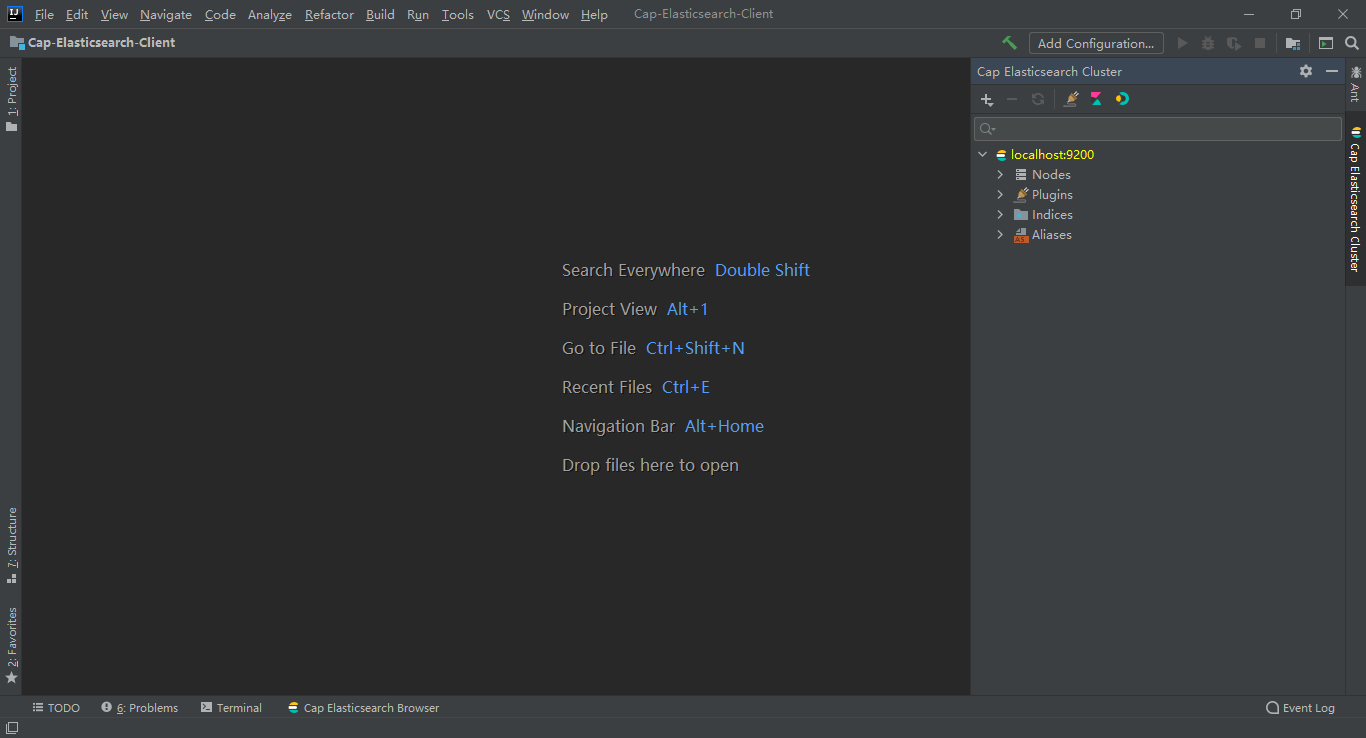 IJ File Edit View Navigate Code Analyze Refactor Build Run Tools VCS Window Help Cap-Elasticsearch-Client
Cap-Elasticsearch-Client Add Configuration...
1: Project
7: Structure
2: Favorites
Search Everywhere Double Shift
Project View Alt+1
Go to File Ctrl+Shift+N
Recent Files Ctrl+E
Navigation Bar Alt+Home
Drop files here to open
Cap Elasticsearch Cluster
localhost:9200
Nodes
Plugins
Indices
AS Aliases
Ant
Cap Elasticsearch Cluster
TODO 6: Problems Terminal Cap Elasticsearch Browser Event Log